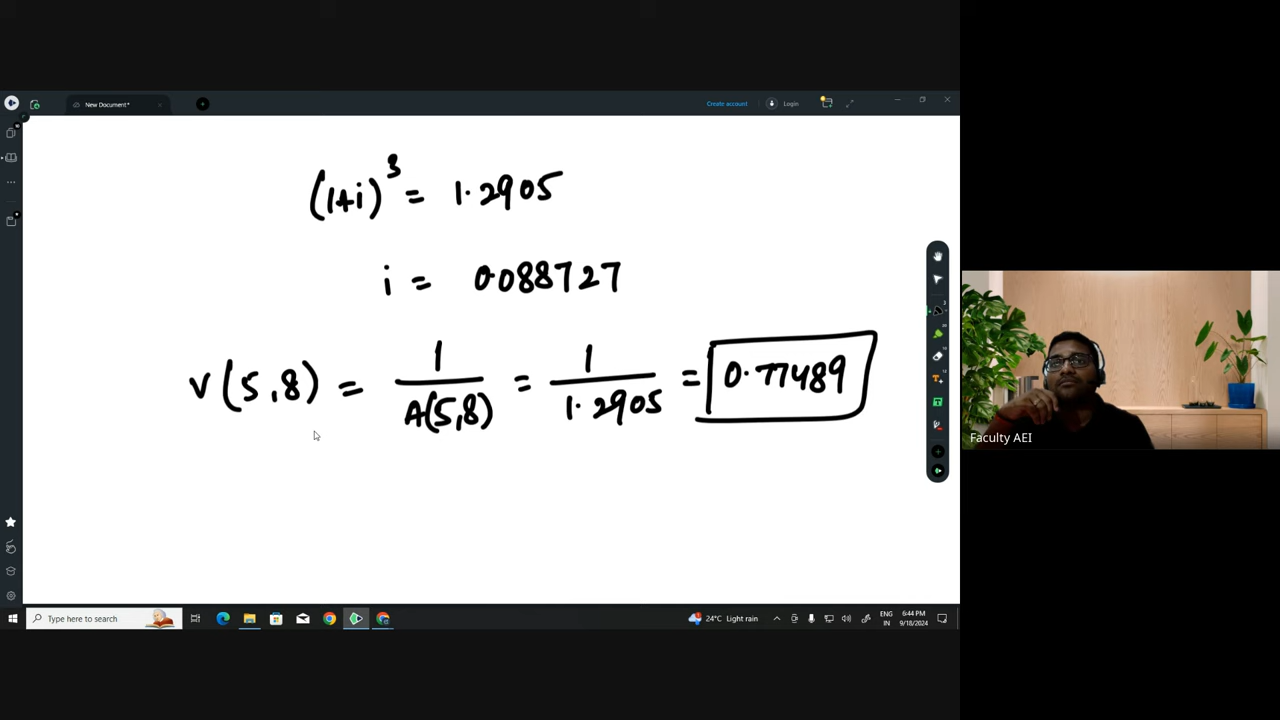 New Document*
Create account
Login
(1+i)³ = 1.2905
i = 0.088727
V(5,8) = 1/A(5,8) = 1/1.2905 = 0.77489
Faculty AEI
Type here to search
24°C Light rain
ENG
IN
6:44 PM
9/18/2024